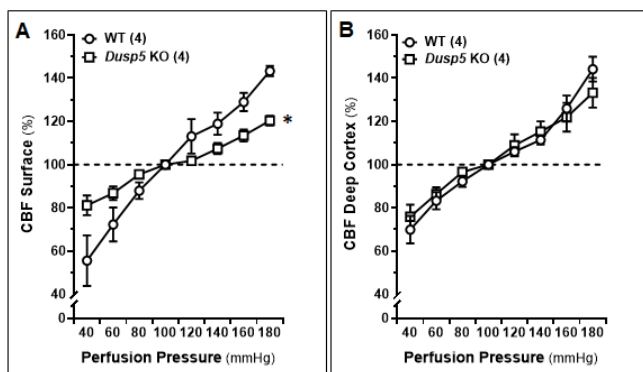 A
WT (4)
Dusp5 KO (4)
160
140
120
100
80
60
40
0
CBF Surface (%)
*
40 60 80 100 120 140 160 180
Perfusion Pressure (mmHg)
B
WT (4)
Dusp5 KO (4)
160
140
120
100
80
60
40
0
CBF Deep Cortex (%)
40 60 80 100 120 140 160 180
Perfusion Pressure (mmHg)